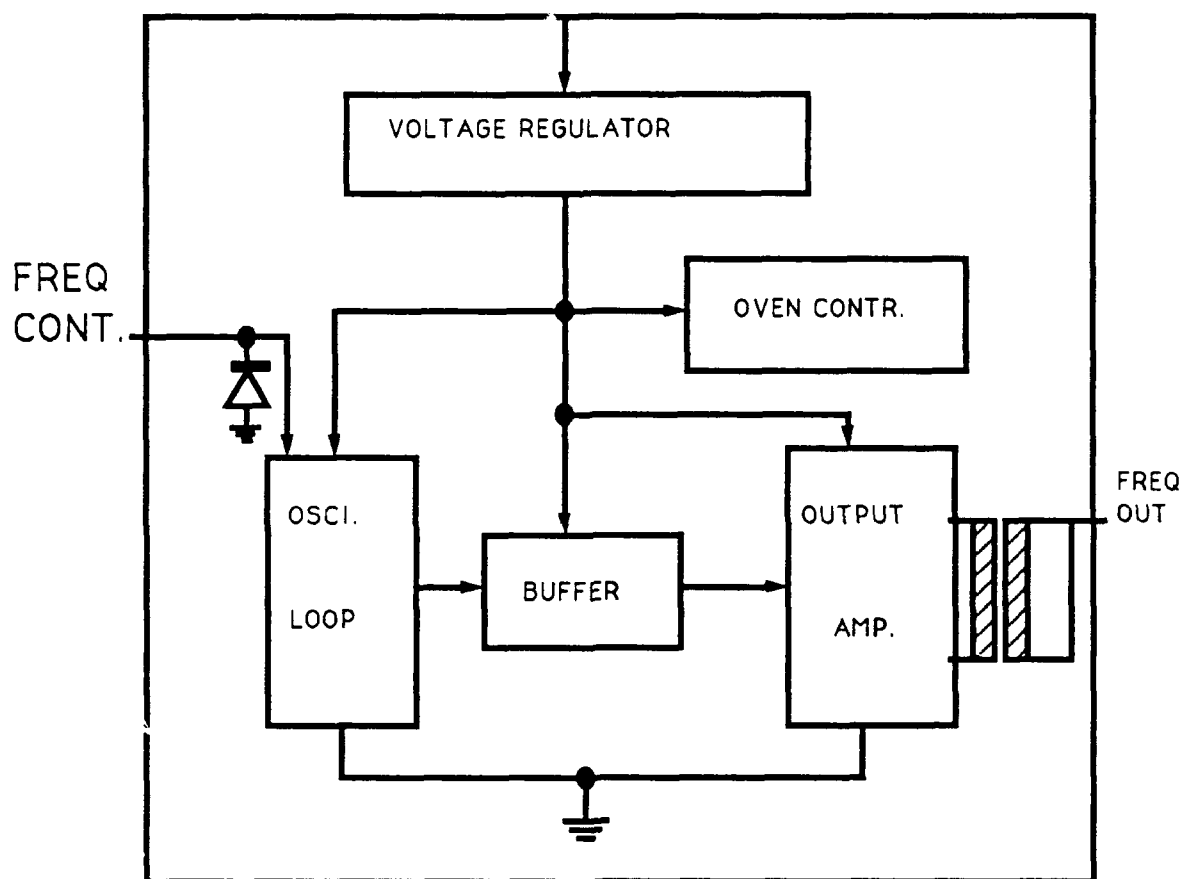 VOLTAGE REGULATOR
FREQ
CONT.
OVEN CONTR.
OSCI.
LOOP
BUFFER
OUTPUT
AMP.
FREQ
OUT